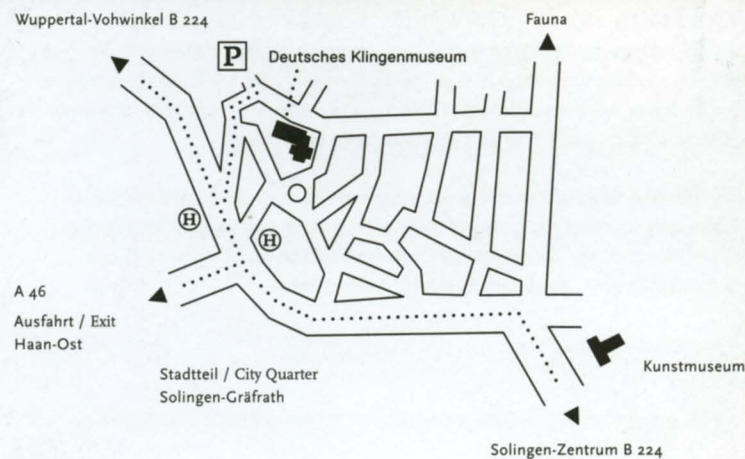 Wuppertal-Vohwinkel B 224
Fauna
P
Deutsches Klingenmuseum
H
H
A 46
Ausfahrt / Exit
Haan-Ost
Stadtteil / City Quarter
Solingen-Gräfrath
Kunstmuseum
Solingen-Zentrum B 224